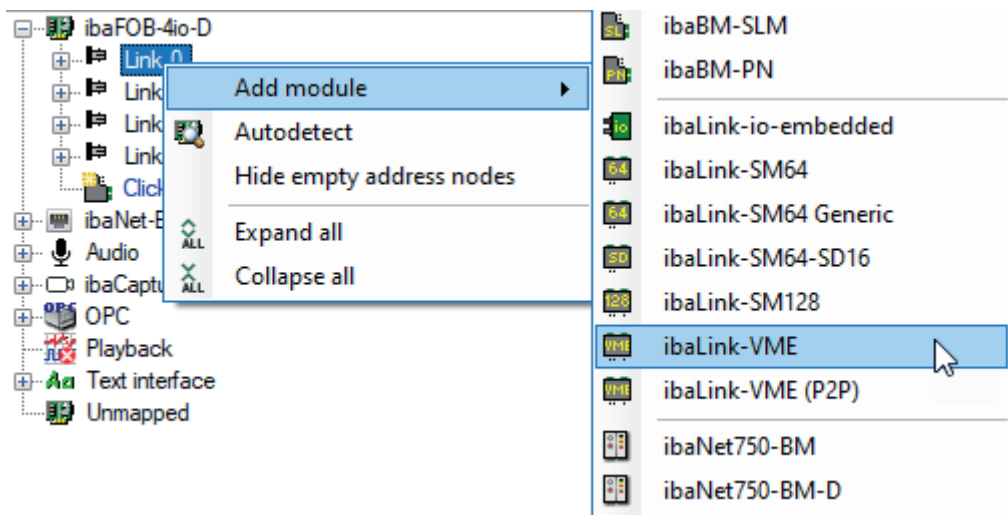 ibaFOB-4io-D
Link 0
Link
Link
Link
Click
ibaNet-E
Audio
ibaCaptu
OPC
Playback
Text interface
Unmapped
Add module
Autodetect
Hide empty address nodes
Expand all
Collapse all
ibaBM-SLM
ibaBM-PN
ibaLink-io-embedded
ibaLink-SM64
ibaLink-SM64 Generic
ibaLink-SM64-SD16
ibaLink-SM128
ibaLink-VME
ibaLink-VME (P2P)
ibaNet750-BM
ibaNet750-BM-D